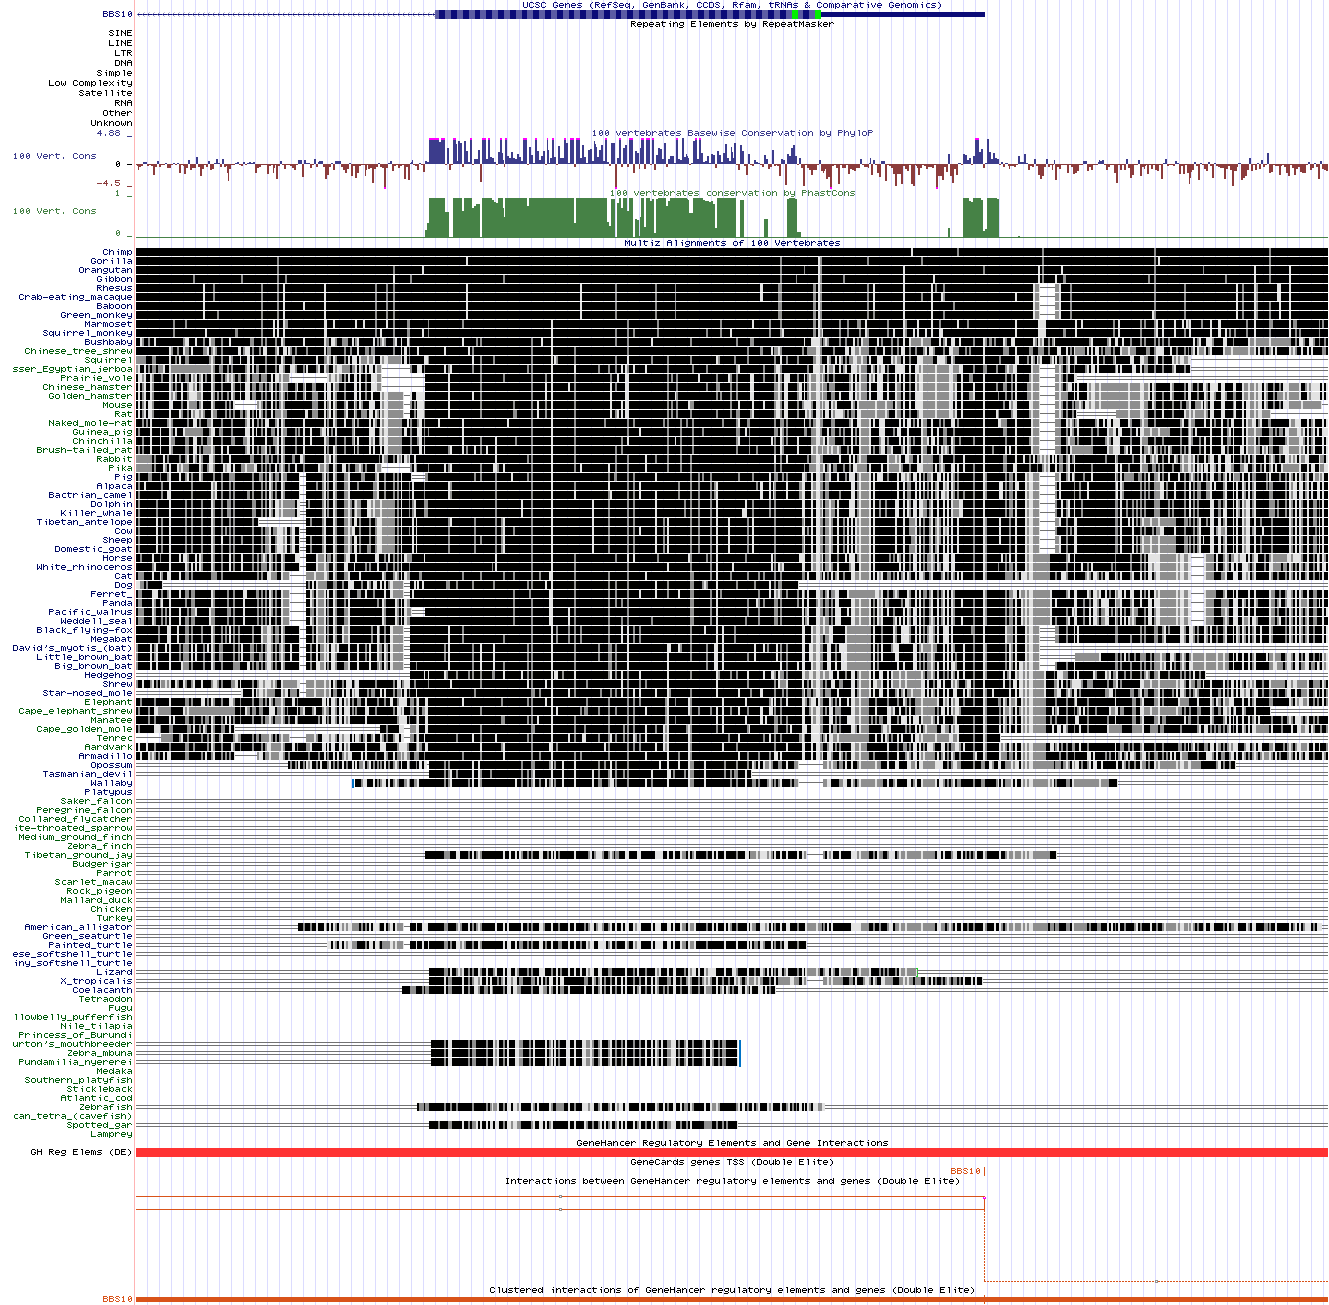 UCSC Genes (RefSeq, GenBank, CCDS, Rfam, tRNAs & Comparative Genomics)
BBS10
Repeating Elements by RepeatMasker
SINE
LINE
LTR
DNA
Simple
Low Complexity
Satellite
RNA
Other
Unknown
100 vertebrates Basewise Conservation by PhyloP
4.88 _
100 Vert. Cons
0 _
-4.5 _
100 vertebrates conservation by PhastCons
1 _
100 Vert. Cons
0 _
Multiz Alignments of 100 Vertebrates
Chimp
Gorilla
Orangutan
Gibbon
Rhesus
Crab-eating_macaque
Baboon
Green_monkey
Marmoset
Squirrel_monkey
Bushbaby
Chinese_tree_shrew
Squirrel
sser_Egyptian_jerboa
Prairie_vole
Chinese_hamster
Golden_hamster
Mouse
Rat
Naked_mole-rat
Guinea_pig
Chinchilla
Brush-tailed_rat
Rabbit
Pika
Pig
Alpaca
Bactrian_camel
Dolphin
Killer_whale
Tibetan_antelope
Cow
Sheep
Domestic_goat
Horse
White_rhinoceros
Cat
Dog
Ferret_
Panda
Pacific_walrus
Weddell_seal
Black_flying-fox
Megabat
David's_myotis_(bat)
Little_brown_bat
Big_brown_bat
Hedgehog
Shrew
Star-nosed_mole
Elephant
Cape_elephant_shrew
Manatee
Cape_golden_mole
Tenrec
Aardvark
Armadillo
Opossum
Tasmanian_devil
Wallaby
Platypus
Saker_falcon
Peregrine_falcon
Collared_flycatcher
ite-throated_sparrow
Medium_ground_finch
Zebra_finch
Tibetan_ground_jay
Budgerigar
Parrot
Scarlet_macaw
Rock_pigeon
Mallard_duck
Chicken
Turkey
American_alligator
Green_seaturtle
Painted_turtle
ese_softshell_turtle
iny_softshell_turtle
Lizard
X_tropicalis
Coelacanth
Tetraodon
Fugu
llowbelly_pufferfish
Nile_tilapia
Princess_of_Burundi
urton's_mouthbreeder
Zebra_mbuna
Pundamilia_nyererei
Medaka
Southern_platyfish
Stickleback
Atlantic_cod
Zebrafish
can_tetra_(cavefish)
Spotted_gar
Lamprey
GeneHancer Regulatory Elements and Gene Interactions
GH Reg Elems (DE)
GeneCards genes TSS (Double Elite)
BBS10
Interactions between GeneHancer regulatory elements and genes (Double Elite)
Clustered interactions of GeneHancer regulatory elements and genes (Double Elite)
BBS10